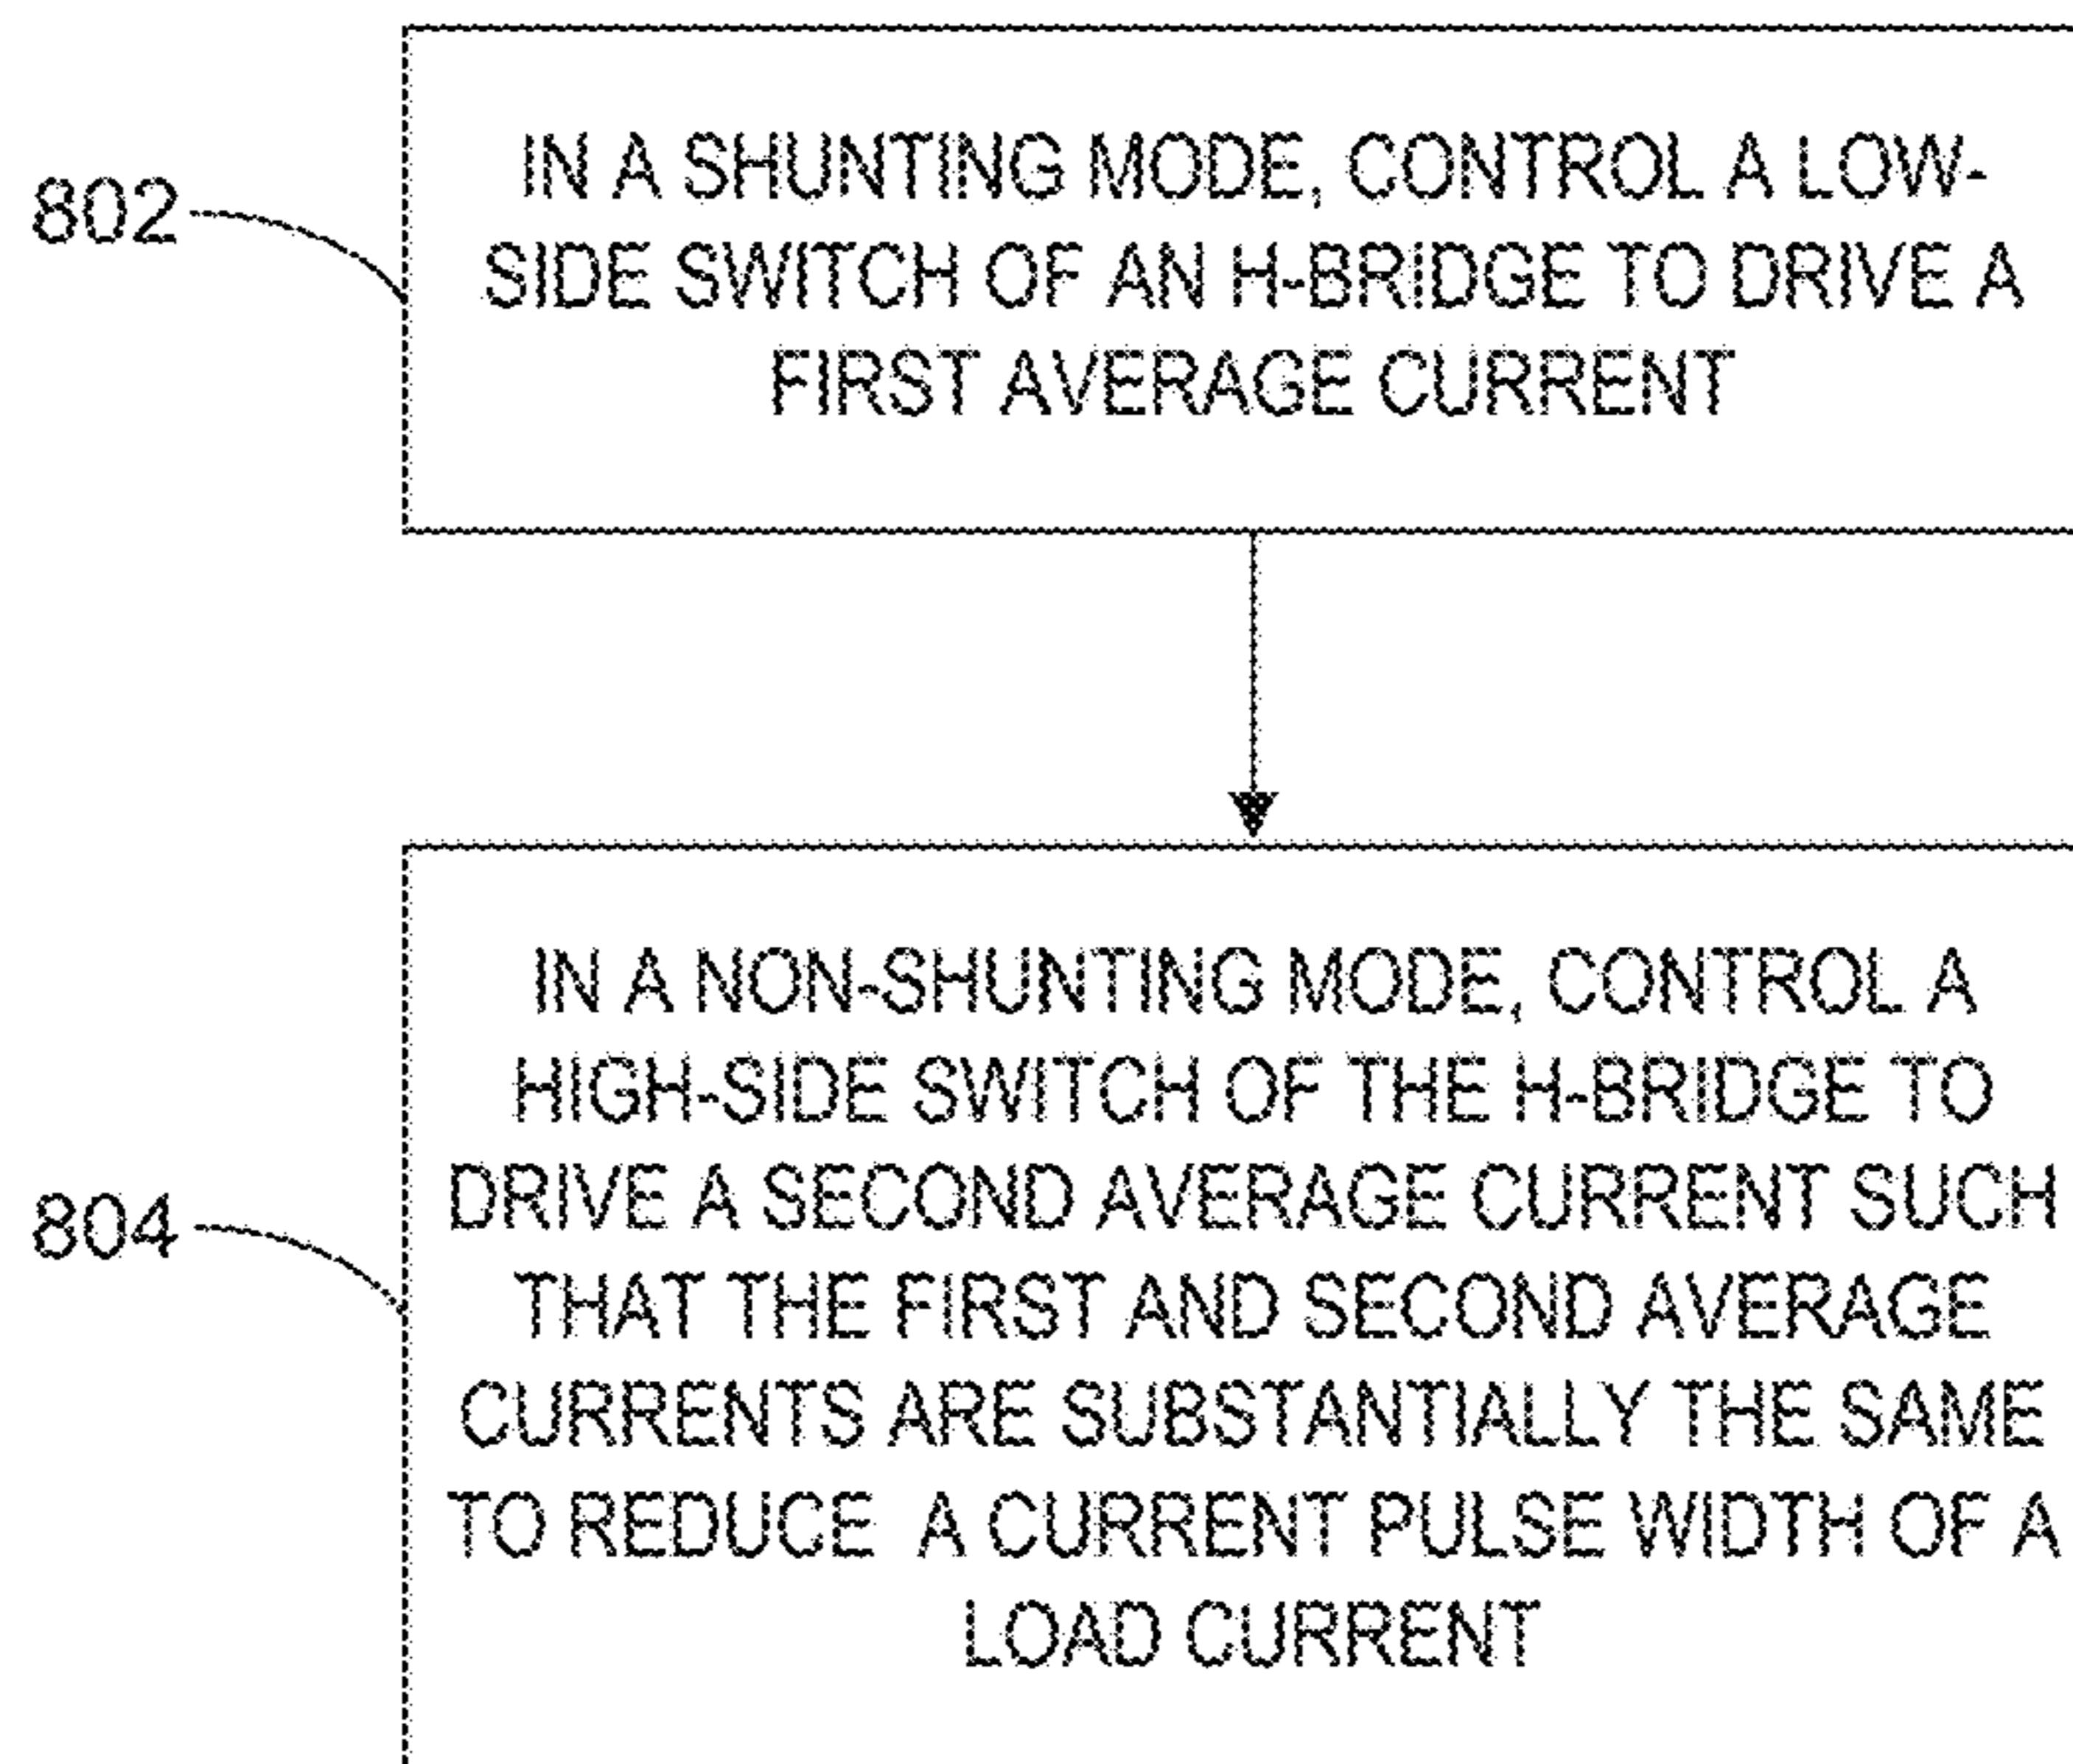 802
IN A SHUNTING MODE, CONTROL A LOW-
SIDE SWITCH OF AN H-BRIDGE TO DRIVE A
FIRST AVERAGE CURRENT
804
IN A NON-SHUNTING MODE, CONTROL A
HIGH-SIDE SWITCH OF THE H-BRIDGE TO
DRIVE A SECOND AVERAGE CURRENT SUCH
THAT THE FIRST AND SECOND AVERAGE
CURRENTS ARE SUBSTANTIALLY THE SAME
TO REDUCE A CURRENT PULSE WIDTH OF A
LOAD CURRENT